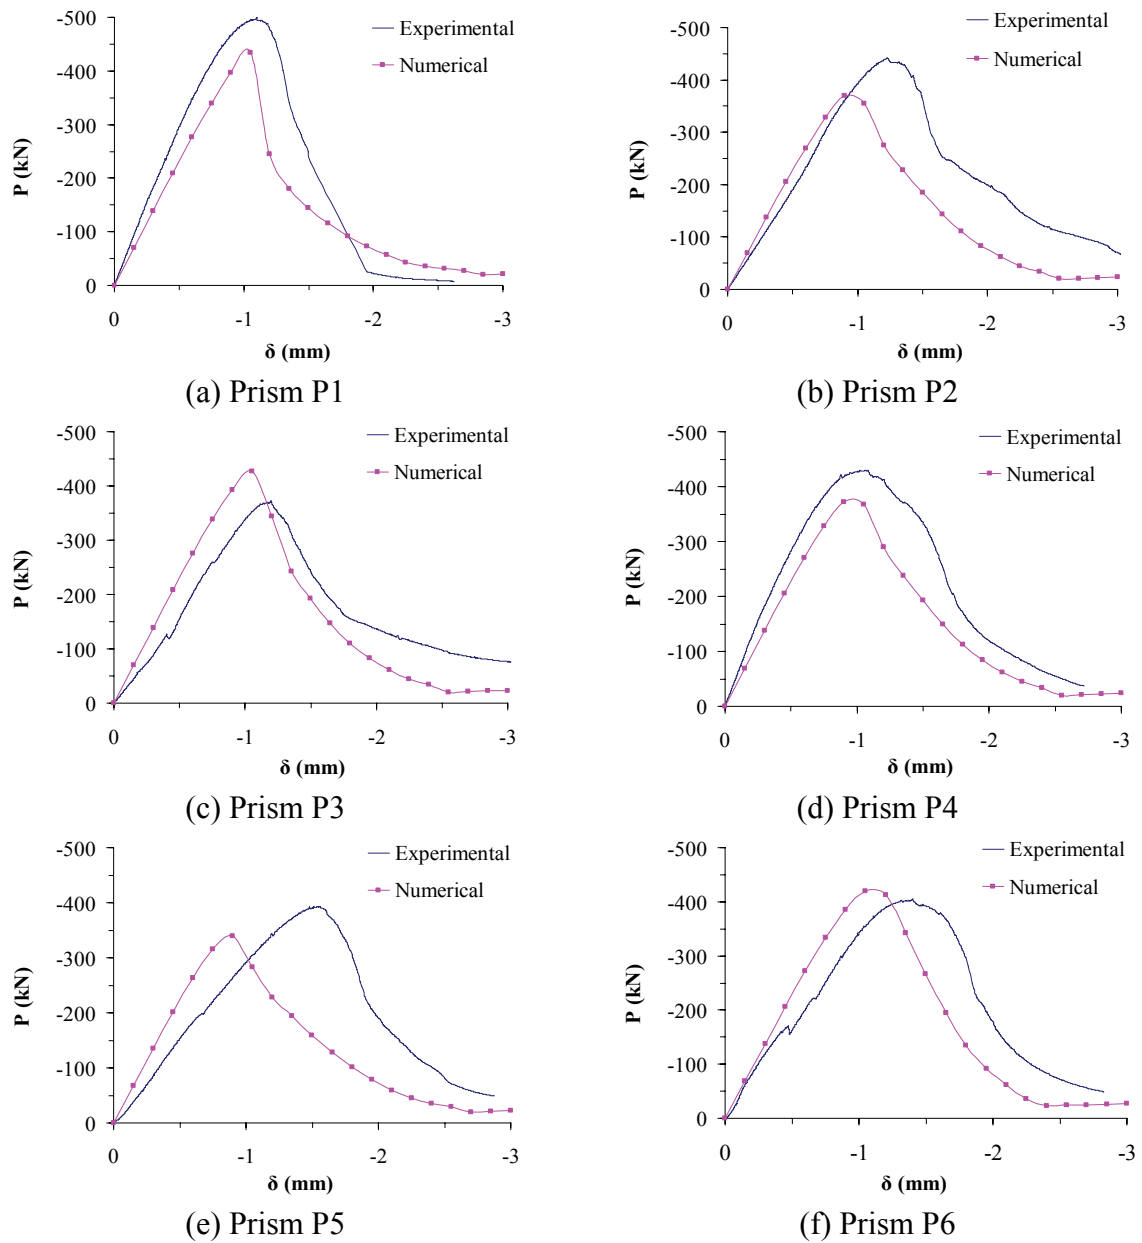 -500
-400
-300
-200
-100
0
P (kN)
Experimental
Numerical
0 -1 -2 -3
δ (mm)
(a) Prism P1
-500
-400
-300
-200
-100
0
P (kN)
Experimental
Numerical
0 -1 -2 -3
δ (mm)
(b) Prism P2
-500
-400
-300
-200
-100
0
P (kN)
Experimental
Numerical
0 -1 -2 -3
δ (mm)
(c) Prism P3
-500
-400
-300
-200
-100
0
P (kN)
Experimental
Numerical
0 -1 -2 -3
δ (mm)
(d) Prism P4
-500
-400
-300
-200
-100
0
P (kN)
Experimental
Numerical
0 -1 -2 -3
δ (mm)
(e) Prism P5
-500
-400
-300
-200
-100
0
P (kN)
Experimental
Numerical
0 -1 -2 -3
δ (mm)
(f) Prism P6